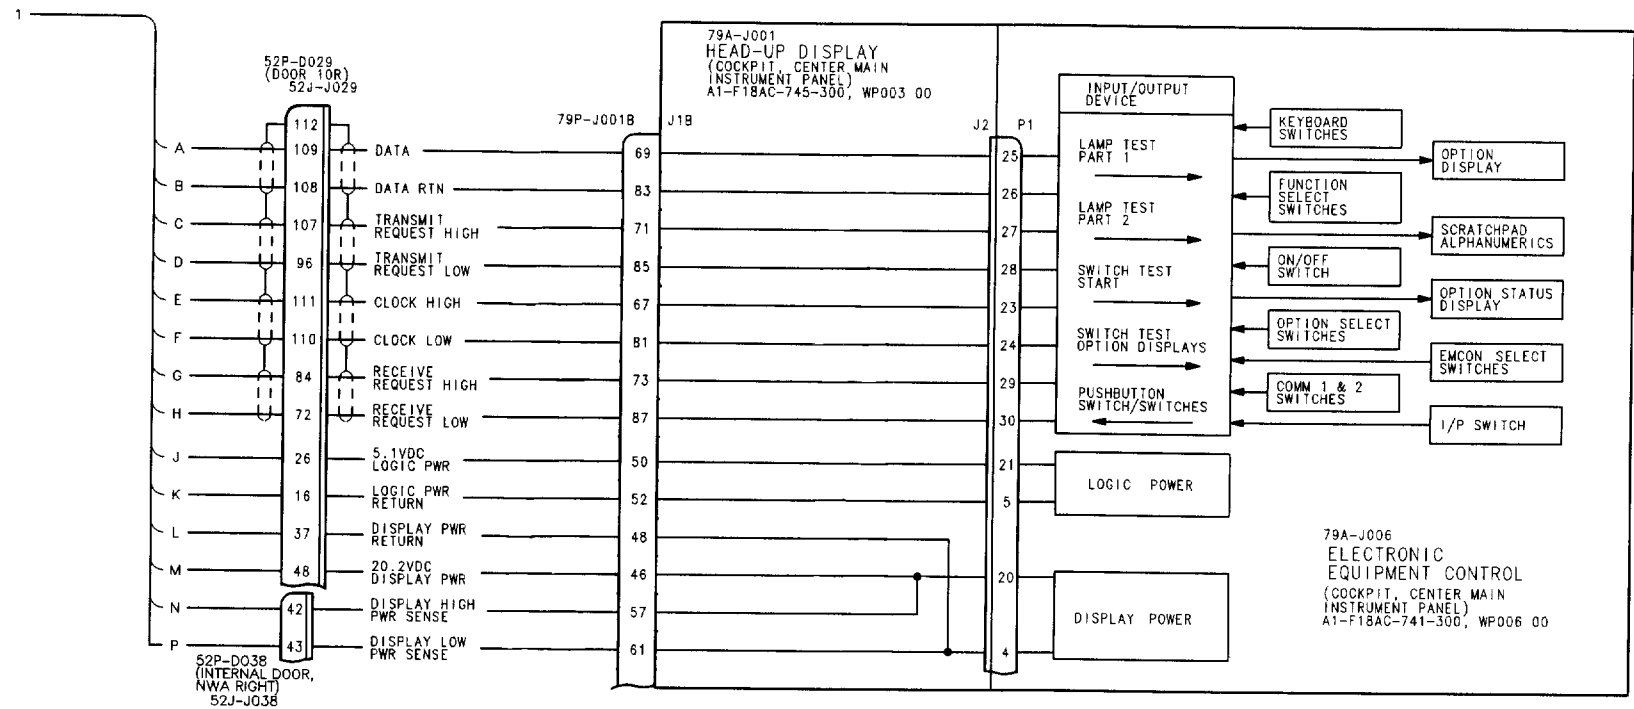 1
52P-D029
(DOOR 10R)
52J-J029
79P-J001B
J1B
79A-J001
HEAD-UP DISPLAY
(COCKPIT, CENTER MAIN
INSTRUMENT PANEL)
A1-F18AC-745-300, WP003 00
J2
P1
INPUT/OUTPUT
DEVICE
112
A 109 DATA 69 25
B 108 DATA RTN 83 26
C 107 TRANSMIT
REQUEST HIGH 71 27
D 96 TRANSMIT
REQUEST LOW 85 28
E 111 CLOCK HIGH 67 23
F 110 CLOCK LOW 81 24
G 84 RECEIVE
REQUEST HIGH 73 29
H 72 RECEIVE
REQUEST LOW 87 30
J 26 5.1VDC
LOGIC PWR 50 21
K 16 LOGIC PWR
RETURN 52 5
L 37 DISPLAY PWR
RETURN 48
M 48 20.2VDC
DISPLAY PWR 46 20
N 42 DISPLAY HIGH
PWR SENSE 57
P 43 DISPLAY LOW
PWR SENSE 61 4
52P-D038
(INTERNAL DOOR,
NWA RIGHT)
52J-J038
LAMP TEST
PART 1
LAMP TEST
PART 2
SWITCH TEST
START
SWITCH TEST
OPTION DISPLAYS
PUSHBUTTON
SWITCH/SWITCHES
LOGIC POWER
DISPLAY POWER
KEYBOARD
SWITCHES
OPTION
DISPLAY
FUNCTION
SELECT
SWITCHES
SCRATCHPAD
ALPHANUMERICS
ON/OFF
SWITCH
OPTION STATUS
DISPLAY
OPTION SELECT
SWITCHES
EMCON SELECT
SWITCHES
COMM 1 & 2
SWITCHES
I/P SWITCH
79A-J006
ELECTRONIC
EQUIPMENT CONTROL
(COCKPIT, CENTER MAIN
INSTRUMENT PANEL)
A1-F18AC-741-300, WP006 00